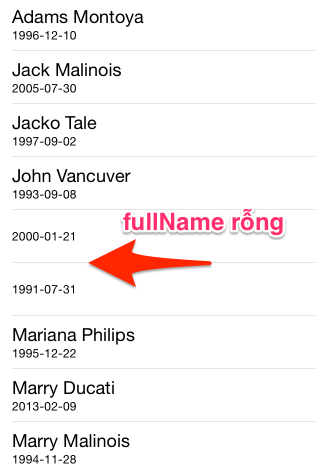 Adams Montoya
1996-12-10
Jack Malinois
2005-07-30
Jacko Tale
1997-09-02
John Vancuver
1993-09-08
fullName rỗng
2000-01-21
1991-07-31
Mariana Philips
1995-12-22
Marry Ducati
2013-02-09
Marry Malinois
1994-11-28